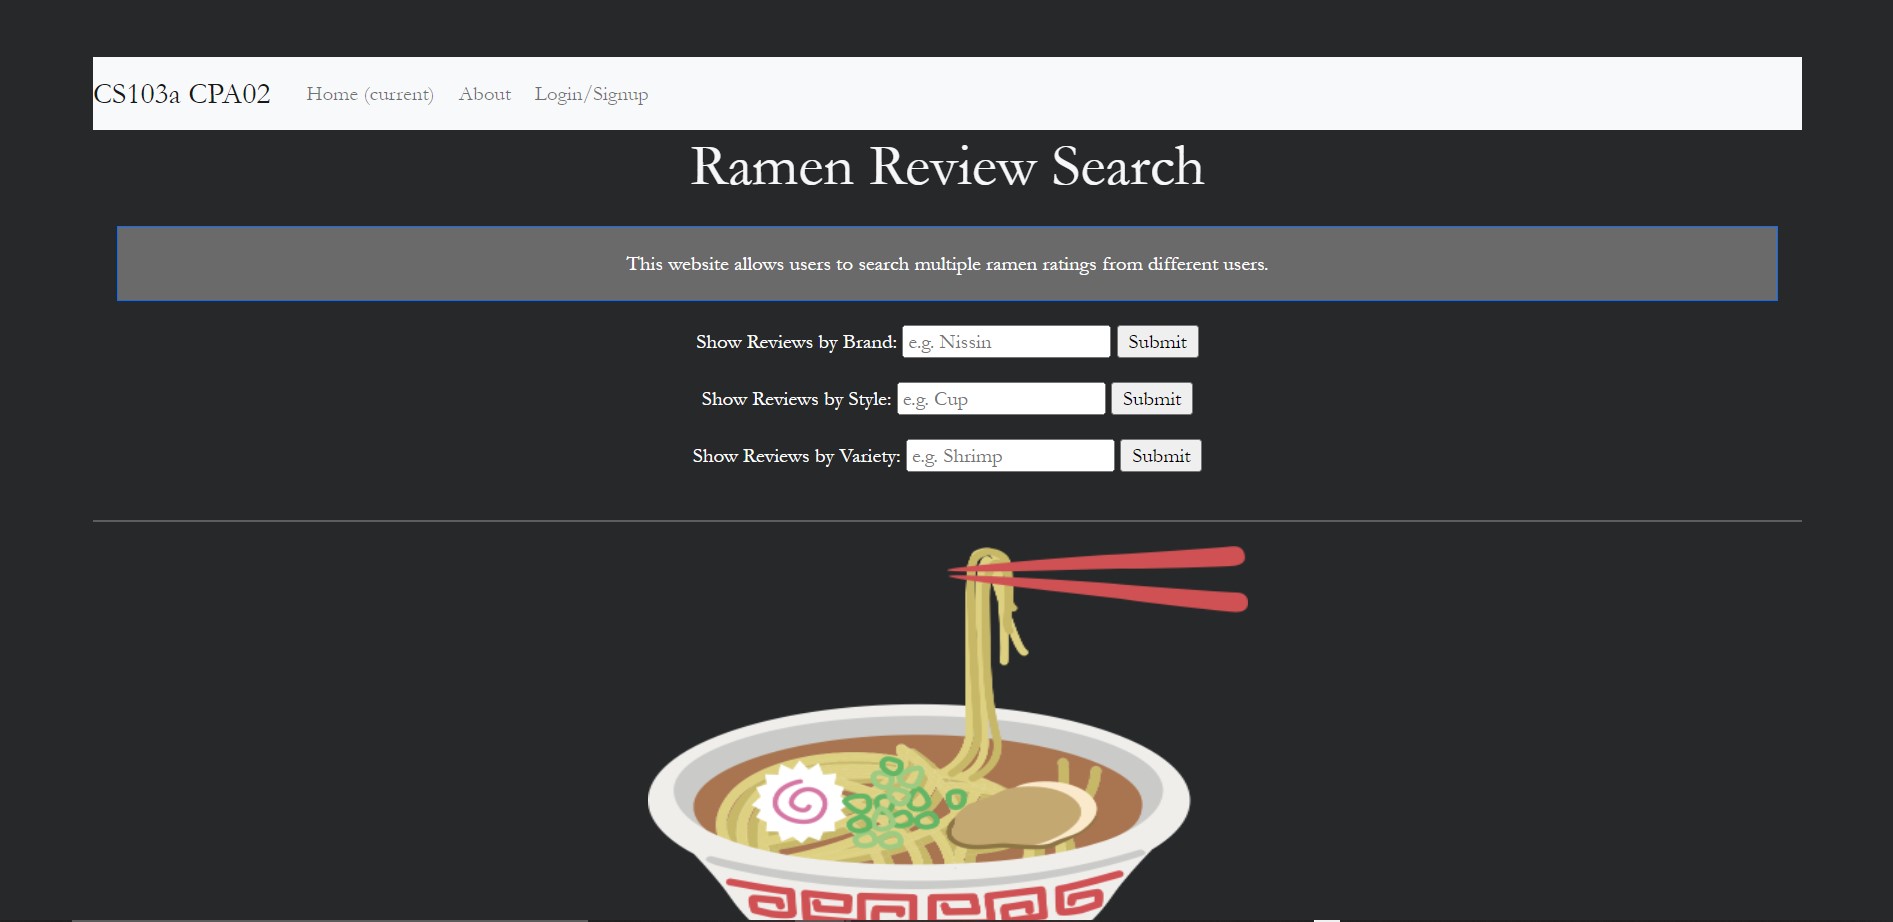 CS103a CPA02 Home (current) About Login/Signup
Ramen Review Search
This website allows users to search multiple ramen ratings from different users.
Show Reviews by Brand: e.g. Nissin Submit
Show Reviews by Style: e.g. Cup Submit
Show Reviews by Variety: e.g. Shrimp Submit